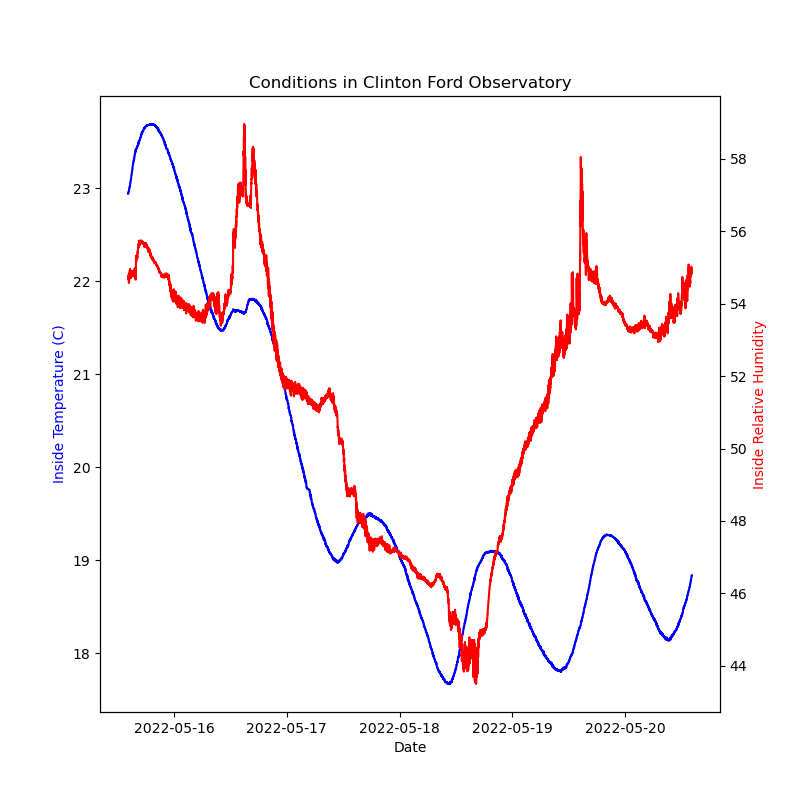 Conditions in Clinton Ford Observatory
Inside Temperature (C)
23
22
21
20
19
18
58
56
54
52
50
48
46
44
Inside Relative Humidity
2022-05-16 2022-05-17 2022-05-18 2022-05-19 2022-05-20
Date